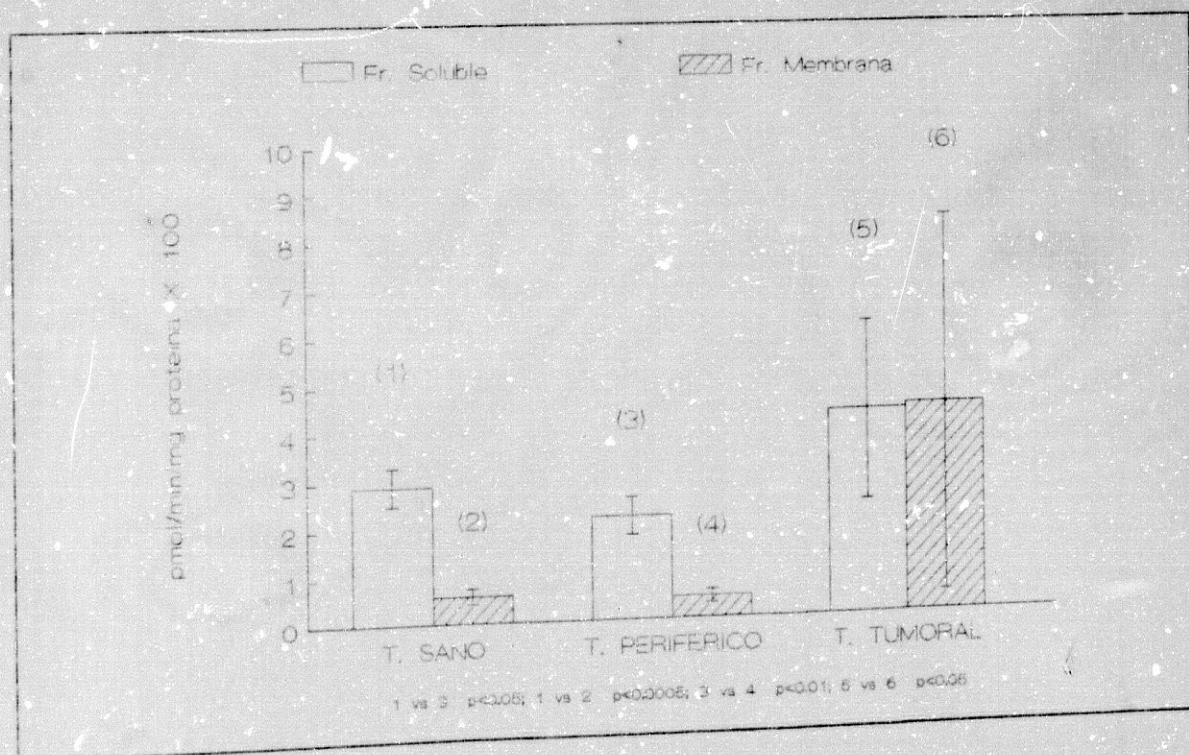 Fr. Soluble
Fr. Membrana
pmol/mn/mg proteina X 100
10
9
8
7
6
5
4
3
2
1
0
(1)
(2)
(3)
(4)
(5)
(6)
T. SANO
T. PERIFERICO
T. TUMORAL
1 vs 3 p<0.05; 1 vs 2 p<0.0005; 3 vs 4 p<0.01; 5 vs 6 p<0.05